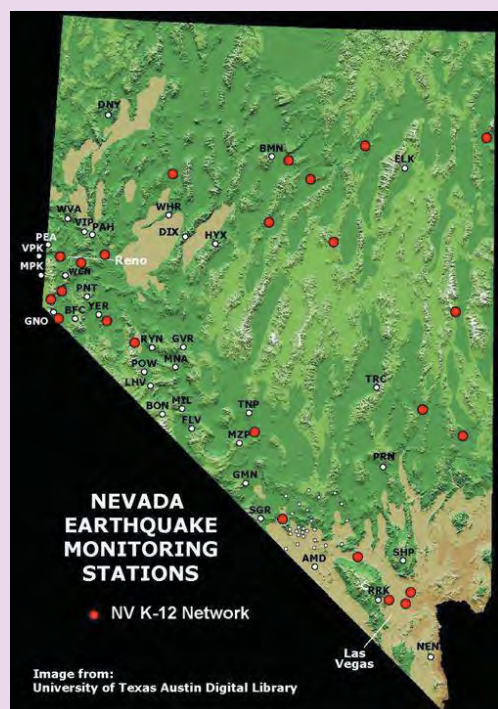 DNY
BMN
ELK
WVA
WHR
VIP
PAH
DIX
HYX
PEA
VPK
Reno
MPK
WCN
PNT
GNO
BFC
YER
RYN
GVR
POW
MNA
TRC
LHV
BON
MIL
TNP
FLV
MZP
PRN
GMN
NEVADA
EARTHQUAKE
MONITORING
STATIONS
SGR
SHP
AMD
NV K-12 Network
RRK
Las
Vegas
NEN
Image from:
University of Texas Austin Digital Library